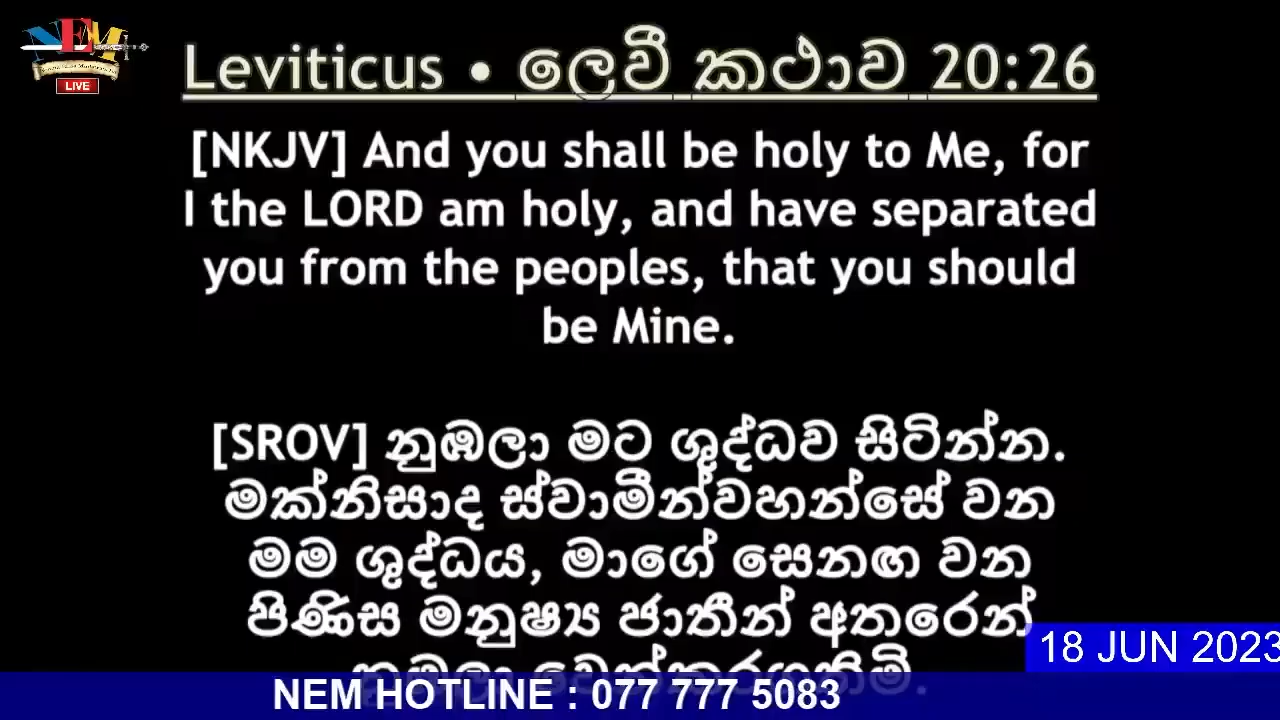 NEM
LIVE
Leviticus • ලෙවී කථාව 20:26
[NKJV] And you shall be holy to Me, for
I the LORD am holy, and have separated
you from the peoples, that you should
be Mine.
[SROV] නුඹලා මට ශුද්ධව සිටින්න.
මක්නිසාද ස්වාමීන්වහන්සේ වන
මම ශුද්ධය, මාගේ සෙනඟ වන
පිණිස මනුෂ්‍ය ජාතීන් අතරෙන්
18 JUN 2023
NEM HOTLINE : 077 777 5083